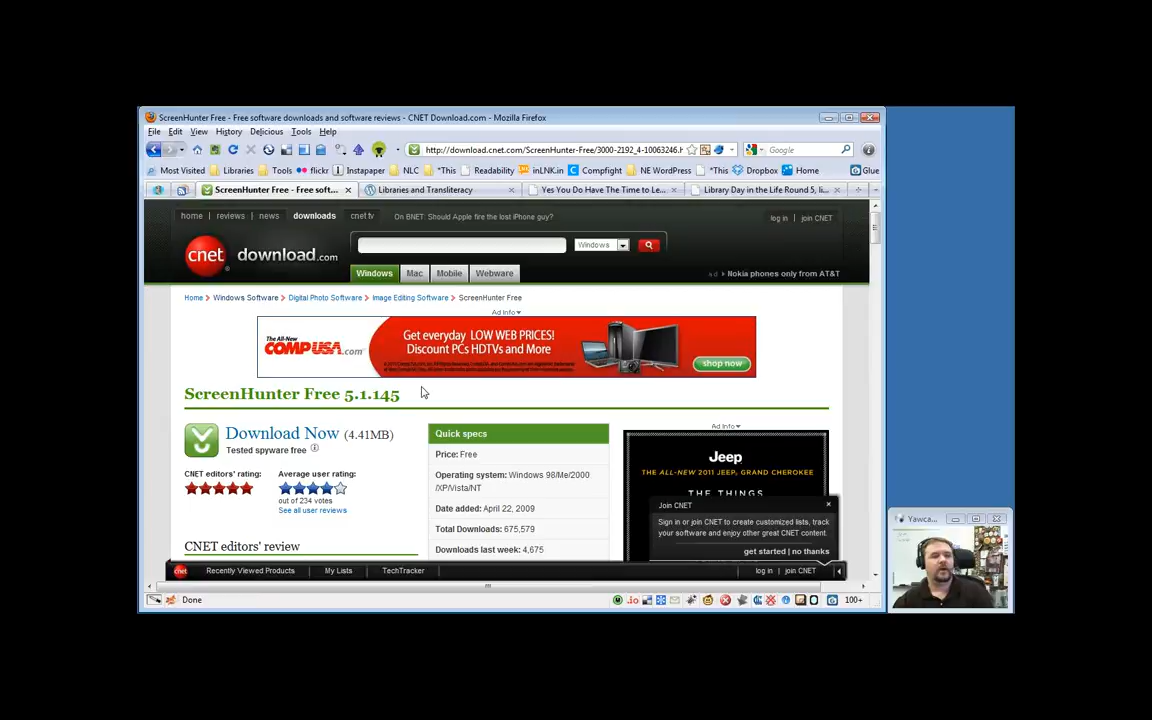 ScreenHunter Free - Free software downloads and software reviews - CNET Download.com - Mozilla Firefox
File Edit View History Delicious Tools Help
http://download.cnet.com/ScreenHunter-Free/3000-2192_4-10063246.h Google
Most Visited Libraries Tools flickr Instapaper NLC *This Readability inLNK.in Compfight NE WordPress *This Dropbox Home Glue
ScreenHunter Free - Free soft... Libraries and Transliteracy Yes You Do Have The Time to Le... Library Day in the Life Round 5, li...
home reviews news downloads cnet tv On BNET: Should Apple fire the lost iPhone guy? log in join CNET
cnet download.com Windows
Windows Mac Mobile Webware ad Nokia phones only from AT&T
Home Windows Software Digital Photo Software Image Editing Software ScreenHunter Free
Ad Info
The All-New
COMPUSA.com
Get everyday LOW WEB PRICES!
Discount PCs HDTVs and More
shop now
ScreenHunter Free 5.1.145
Download Now (4.41MB)
Tested spyware free
CNET editors' rating:
Average user rating:
out of 234 votes
See all user reviews
CNET editors' review
Quick specs
Price: Free
Operating system: Windows 98/Me/2000
/XP/Vista/NT
Date added: April 22, 2009
Total Downloads: 675,579
Downloads last week: 4,675
Ad Info
Jeep
THE ALL-NEW 2011 JEEP, GRAND CHEROKEE
THE THINGS
Join CNET
Sign in or join CNET to create customized lists, track
your software and enjoy other great CNET content.
get started | no thanks
cnet Recently Viewed Products My Lists TechTracker log in join CNET
Done 100+
Yawca...